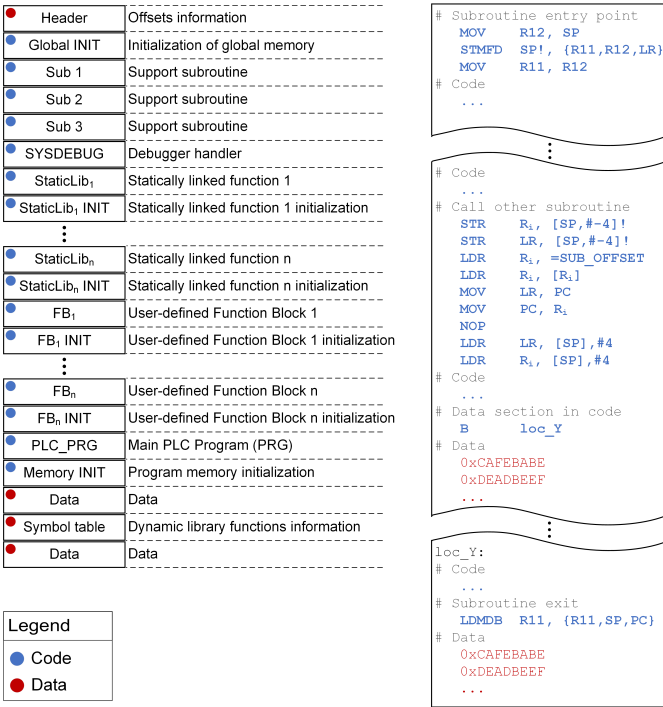 Header Offsets information
Global INIT Initialization of global memory
Sub 1 Support subroutine
Sub 2 Support subroutine
Sub 3 Support subroutine
SYSDEBUG Debugger handler
StaticLib₁ Statically linked function 1
StaticLib₁ INIT Statically linked function 1 initialization
StaticLibₙ Statically linked function n
StaticLibₙ INIT Statically linked function n initialization
FB₁ User-defined Function Block 1
FB₁ INIT User-defined Function Block 1 initialization
FBₙ User-defined Function Block n
FBₙ INIT User-defined Function Block n initialization
PLC_PRG Main PLC Program (PRG)
Memory INIT Program memory initialization
Data Data
Symbol table Dynamic library functions information
Data Data
Legend
Code
Data
# Subroutine entry point
MOV R12, SP
STMFD SP!, {R11,R12,LR}
MOV R11, R12
# Code
...
# Code
...
# Call other subroutine
STR Rᵢ, [SP,#-4]!
STR LR, [SP,#-4]!
LDR Rᵢ, =SUB_OFFSET
LDR Rᵢ, [Rᵢ]
MOV LR, PC
MOV PC, Rᵢ
NOP
LDR LR, [SP],#4
LDR Rᵢ, [SP],#4
# Code
...
# Data section in code
B loc_Y
# Data
0xCAFEBABE
0xDEADBEEF
...
loc_Y:
# Code
...
# Subroutine exit
LDMDB R11, {R11,SP,PC}
# Data
0xCAFEBABE
0xDEADBEEF
...